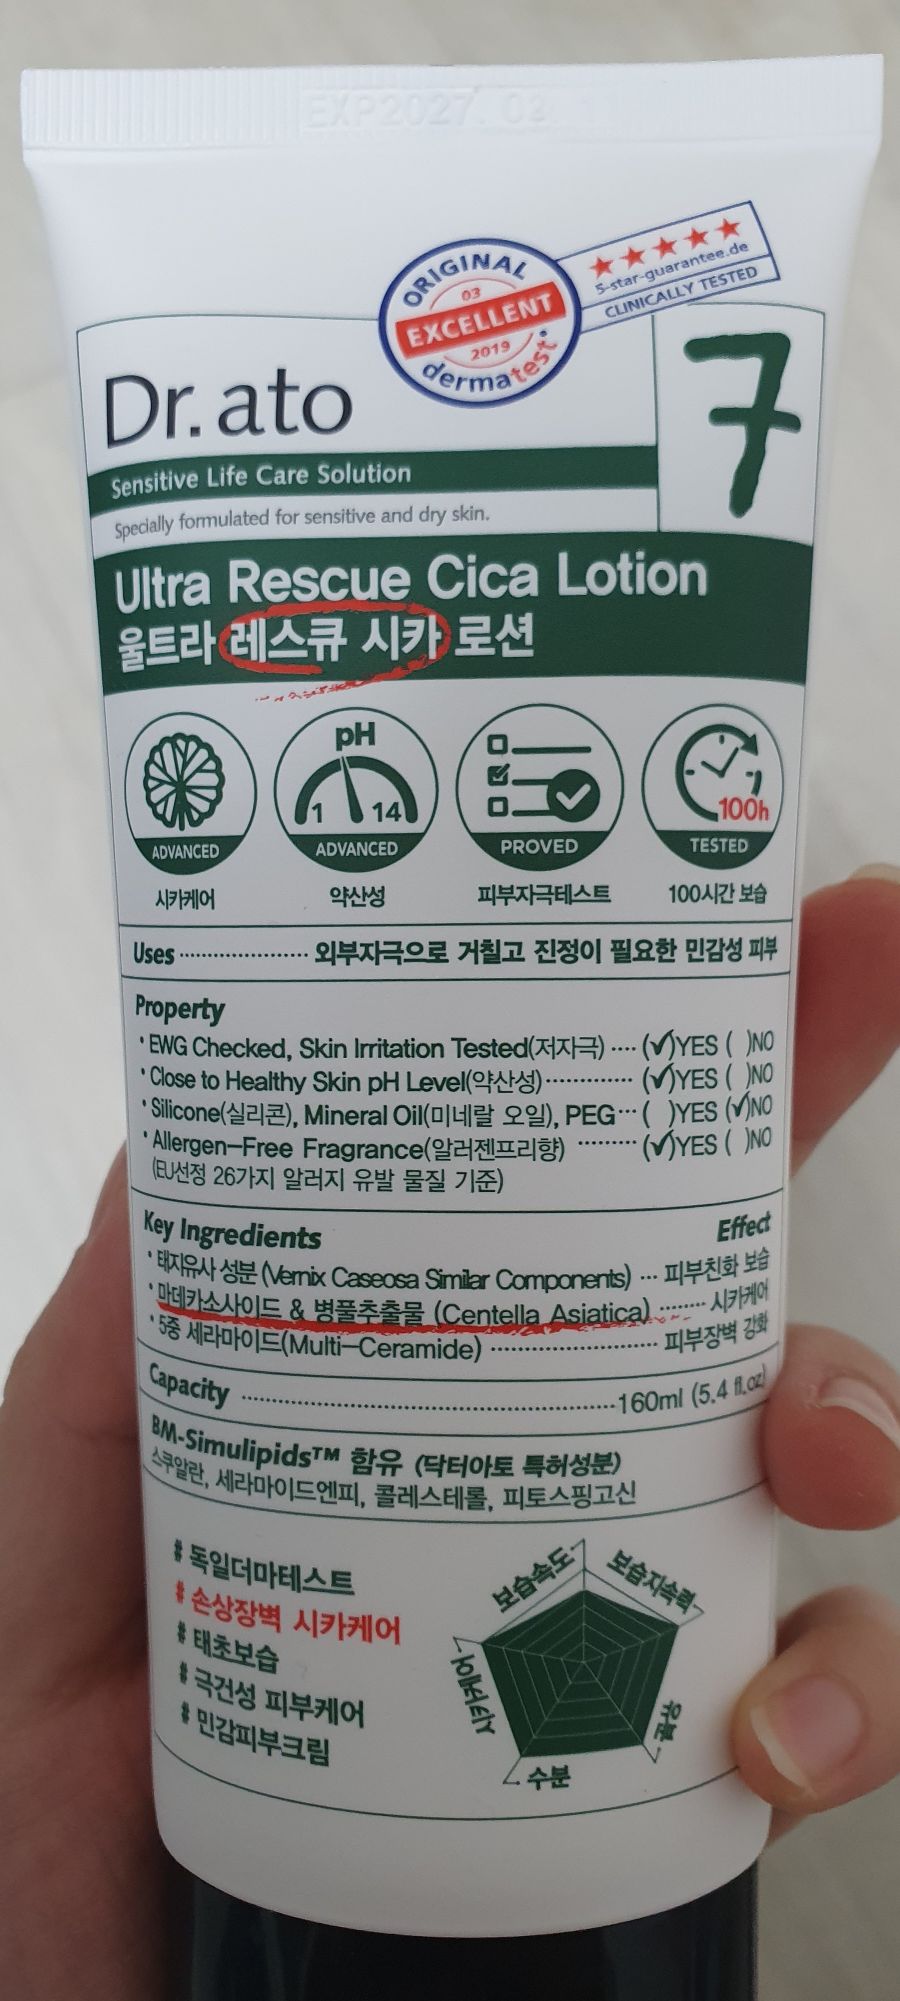 EXP2027. 03. 11
ORIGINAL
03
EXCELLENT
2019
dermatest
5-star-guarantee.de
CLINICALLY TESTED
Dr.ato
7
Sensitive Life Care Solution
Specially formulated for sensitive and dry skin.
Ultra Rescue Cica Lotion
울트라 레스큐 시카 로션
pH
1 14
100h
ADVANCED ADVANCED PROVED TESTED
시카케어 약산성 피부자극테스트 100시간 보습
Uses ···················· 외부자극으로 거칠고 진정이 필요한 민감성 피부
Property
• EWG Checked, Skin Irritation Tested(저자극) ···· (✓)YES ( )NO
• Close to Healthy Skin pH Level(약산성)············· (✓)YES ( )NO
• Silicone(실리콘), Mineral Oil(미네랄 오일), PEG··· ( )YES (✓)NO
• Allergen-Free Fragrance(알러젠프리향) ········· (✓)YES ( )NO
(EU선정 26가지 알러지 유발 물질 기준)
Key Ingredients Effect
• 태지유사 성분 (Vernix Caseosa Similar Components) ··· 피부친화 보습
• 마데카소사이드 & 병풀추출물 (Centella Asiatica) ········ 시카케어
• 5중 세라마이드(Multi-Ceramide) ························ 피부장벽 강화
Capacity ·····················································160ml (5.4 fl.oz)
BM-Simulipids™ 함유 (닥터아토 특허성분)
스쿠알란, 세라마이드엔피, 콜레스테롤, 피토스핑고신
# 독일더마테스트
# 손상장벽 시카케어
# 태초보습
# 극건성 피부케어
# 민감피부크림
보습속도
보습지속력
시카케어
유분
수분